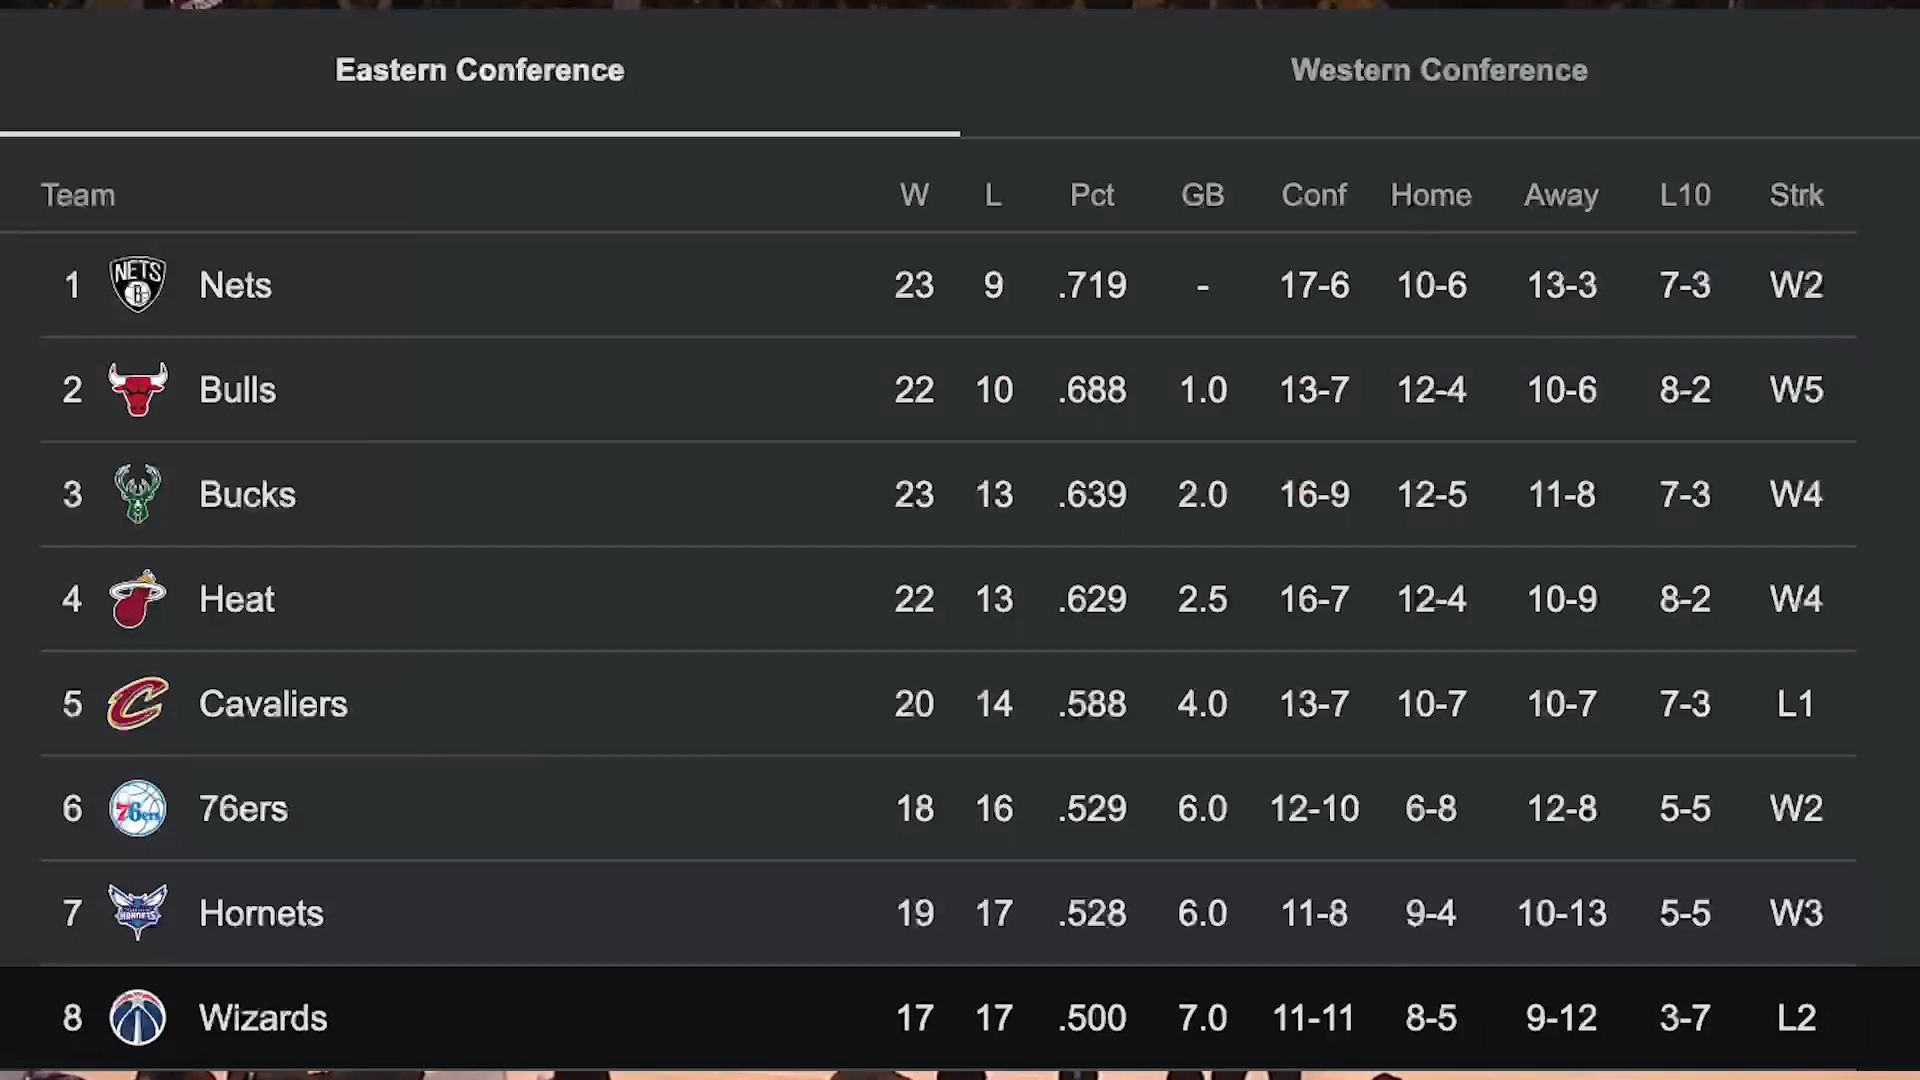 Eastern Conference Western Conference
Team W L Pct GB Conf Home Away L10 Strk
1 NETS B Nets 23 9 .719 - 17-6 10-6 13-3 7-3 W2
2 Bulls 22 10 .688 1.0 13-7 12-4 10-6 8-2 W5
3 Bucks 23 13 .639 2.0 16-9 12-5 11-8 7-3 W4
4 Heat 22 13 .629 2.5 16-7 12-4 10-9 8-2 W4
5 C Cavaliers 20 14 .588 4.0 13-7 10-7 10-7 7-3 L1
6 76ers 76ers 18 16 .529 6.0 12-10 6-8 12-8 5-5 W2
7 HORNETS Hornets 19 17 .528 6.0 11-8 9-4 10-13 5-5 W3
8 Wizards 17 17 .500 7.0 11-11 8-5 9-12 3-7 L2